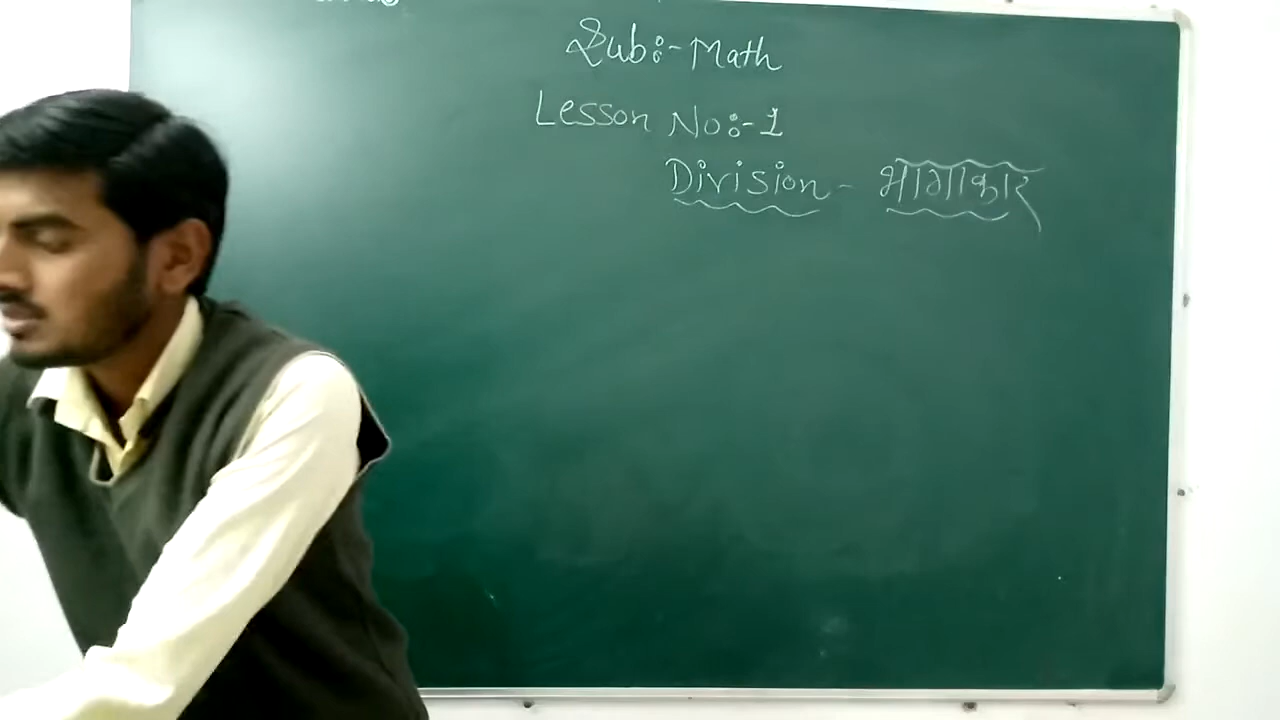 Sub:- Math
Lesson No:- 1
Division - भागाकार